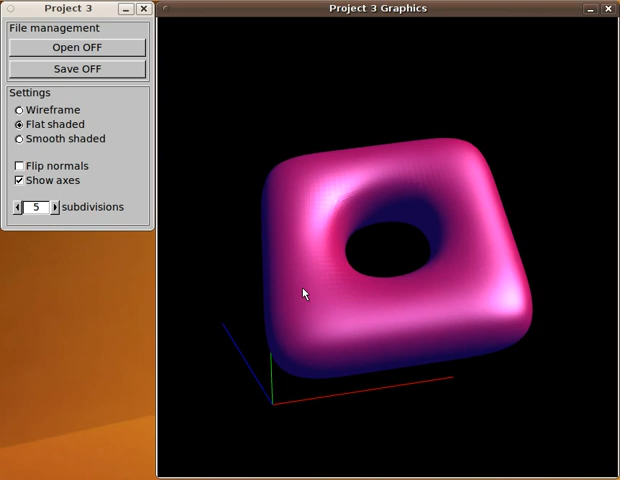 Project 3
File management
Open OFF
Save OFF
Settings
Wireframe
Flat shaded
Smooth shaded
Flip normals
Show axes
5 subdivisions
Project 3 Graphics